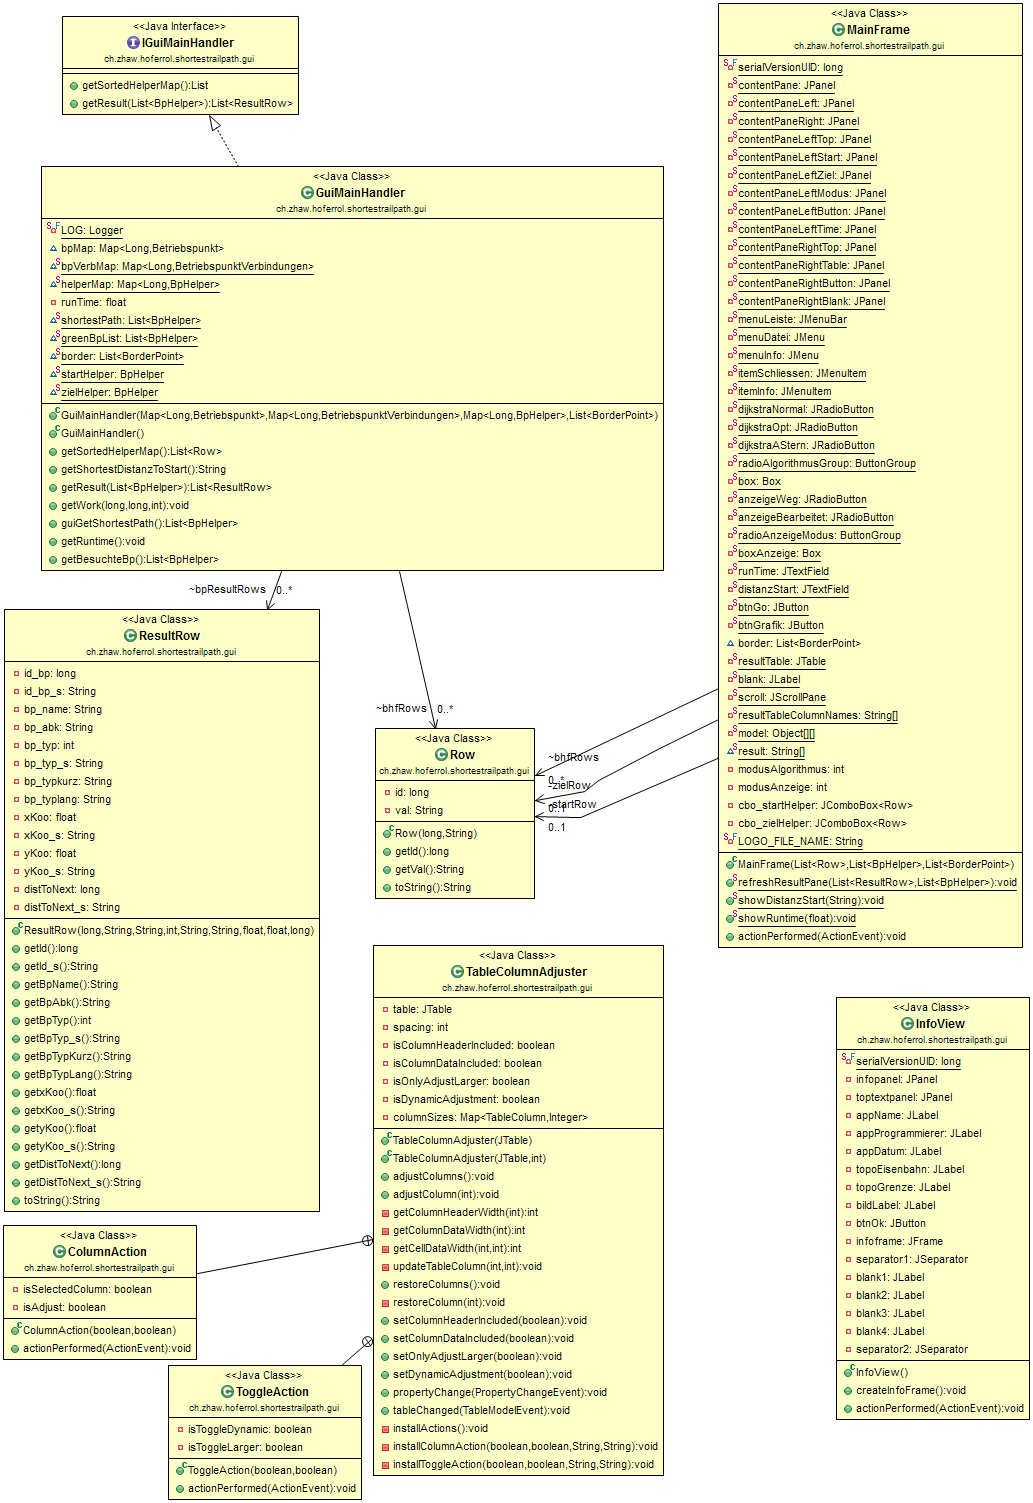 <<Java Interface>>
IGuiMainHandler
ch.zhaw.hoferrol.shortestrailpath.gui
getSortedHelperMap():List
getResult(List<BpHelper>):List<ResultRow>
<<Java Class>>
GuiMainHandler
ch.zhaw.hoferrol.shortestrailpath.gui
LOG: Logger
bpMap: Map<Long,Betriebspunkt>
bpVerbMap: Map<Long,BetriebspunktVerbindungen>
helperMap: Map<Long,BpHelper>
runTime: float
shortestPath: List<BpHelper>
greenBpList: List<BpHelper>
border: List<BorderPoint>
startHelper: BpHelper
zielHelper: BpHelper
GuiMainHandler(Map<Long,Betriebspunkt>,Map<Long,BetriebspunktVerbindungen>,Map<Long,BpHelper>,List<BorderPoint>)
GuiMainHandler()
getSortedHelperMap():List<Row>
getShortestDistanzToStart():String
getResult(List<BpHelper>):List<ResultRow>
getWork(long,long,int):void
guiGetShortestPath():List<BpHelper>
getRuntime():void
getBesuchteBp():List<BpHelper>
~bpResultRows 0..*
~bhfRows 0..*
<<Java Class>>
ResultRow
ch.zhaw.hoferrol.shortestrailpath.gui
id_bp: long
id_bp_s: String
bp_name: String
bp_abk: String
bp_typ: int
bp_typ_s: String
bp_typkurz: String
bp_typlang: String
xKoo: float
xKoo_s: String
yKoo: float
yKoo_s: String
distToNext: long
distToNext_s: String
ResultRow(long,String,String,int,String,String,float,float,long)
getId():long
getId_s():String
getBpName():String
getBpAbk():String
getBpTyp():int
getBpTyp_s():String
getBpTypKurz():String
getBpTypLang():String
getxKoo():float
getxKoo_s():String
getyKoo():float
getyKoo_s():String
getDistToNext():long
getDistToNext_s():String
toString():String
<<Java Class>>
Row
ch.zhaw.hoferrol.shortestrailpath.gui
id: long
val: String
Row(long,String)
getId():long
getVal():String
toString():String
~bhfRows
0..*
-zielRow
0..1
-startRow
0..1
<<Java Class>>
MainFrame
ch.zhaw.hoferrol.shortestrailpath.gui
serialVersionUID: long
contentPane: JPanel
contentPaneLeft: JPanel
contentPaneRight: JPanel
contentPaneLeftTop: JPanel
contentPaneLeftStart: JPanel
contentPaneLeftZiel: JPanel
contentPaneLeftModus: JPanel
contentPaneLeftButton: JPanel
contentPaneLeftTime: JPanel
contentPaneRightTop: JPanel
contentPaneRightTable: JPanel
contentPaneRightButton: JPanel
contentPaneRightBlank: JPanel
menuLeiste: JMenuBar
menuDatei: JMenu
menuInfo: JMenu
itemSchliessen: JMenuItem
itemInfo: JMenuItem
dijkstraNormal: JRadioButton
dijkstraOpt: JRadioButton
dijkstraAStern: JRadioButton
radioAlgorithmusGroup: ButtonGroup
box: Box
anzeigeWeg: JRadioButton
anzeigeBearbeitet: JRadioButton
radioAnzeigeModus: ButtonGroup
boxAnzeige: Box
runTime: JTextField
distanzStart: JTextField
btnGo: JButton
btnGrafik: JButton
border: List<BorderPoint>
resultTable: JTable
blank: JLabel
scroll: JScrollPane
resultTableColumnNames: String[]
model: Object[][]
result: String[]
modusAlgorithmus: int
modusAnzeige: int
cbo_startHelper: JComboBox<Row>
cbo_zielHelper: JComboBox<Row>
LOGO_FILE_NAME: String
MainFrame(List<Row>,List<BpHelper>,List<BorderPoint>)
refreshResultPane(List<ResultRow>,List<BpHelper>):void
showDistanzStart(String):void
showRuntime(float):void
actionPerformed(ActionEvent):void
<<Java Class>>
TableColumnAdjuster
ch.zhaw.hoferrol.shortestrailpath.gui
table: JTable
spacing: int
isColumnHeaderIncluded: boolean
isColumnDataIncluded: boolean
isOnlyAdjustLarger: boolean
isDynamicAdjustment: boolean
columnSizes: Map<TableColumn,Integer>
TableColumnAdjuster(JTable)
TableColumnAdjuster(JTable,int)
adjustColumns():void
adjustColumn(int):void
getColumnHeaderWidth(int):int
getColumnDataWidth(int):int
getCellDataWidth(int,int):int
updateTableColumn(int,int):void
restoreColumns():void
restoreColumn(int):void
setColumnHeaderIncluded(boolean):void
setColumnDataIncluded(boolean):void
setOnlyAdjustLarger(boolean):void
setDynamicAdjustment(boolean):void
propertyChange(PropertyChangeEvent):void
tableChanged(TableModelEvent):void
installActions():void
installColumnAction(boolean,boolean,String,String):void
installToggleAction(boolean,boolean,String,String):void
<<Java Class>>
InfoView
ch.zhaw.hoferrol.shortestrailpath.gui
serialVersionUID: long
infopanel: JPanel
toptextpanel: JPanel
appName: JLabel
appProgrammierer: JLabel
appDatum: JLabel
topoEisenbahn: JLabel
topoGrenze: JLabel
bildLabel: JLabel
btnOk: JButton
infoframe: JFrame
separator1: JSeparator
blank1: JLabel
blank2: JLabel
blank3: JLabel
blank4: JLabel
separator2: JSeparator
InfoView()
createInfoFrame():void
actionPerformed(ActionEvent):void
<<Java Class>>
ColumnAction
ch.zhaw.hoferrol.shortestrailpath.gui
isSelectedColumn: boolean
isAdjust: boolean
ColumnAction(boolean,boolean)
actionPerformed(ActionEvent):void
<<Java Class>>
ToggleAction
ch.zhaw.hoferrol.shortestrailpath.gui
isToggleDynamic: boolean
isToggleLarger: boolean
ToggleAction(boolean,boolean)
actionPerformed(ActionEvent):void